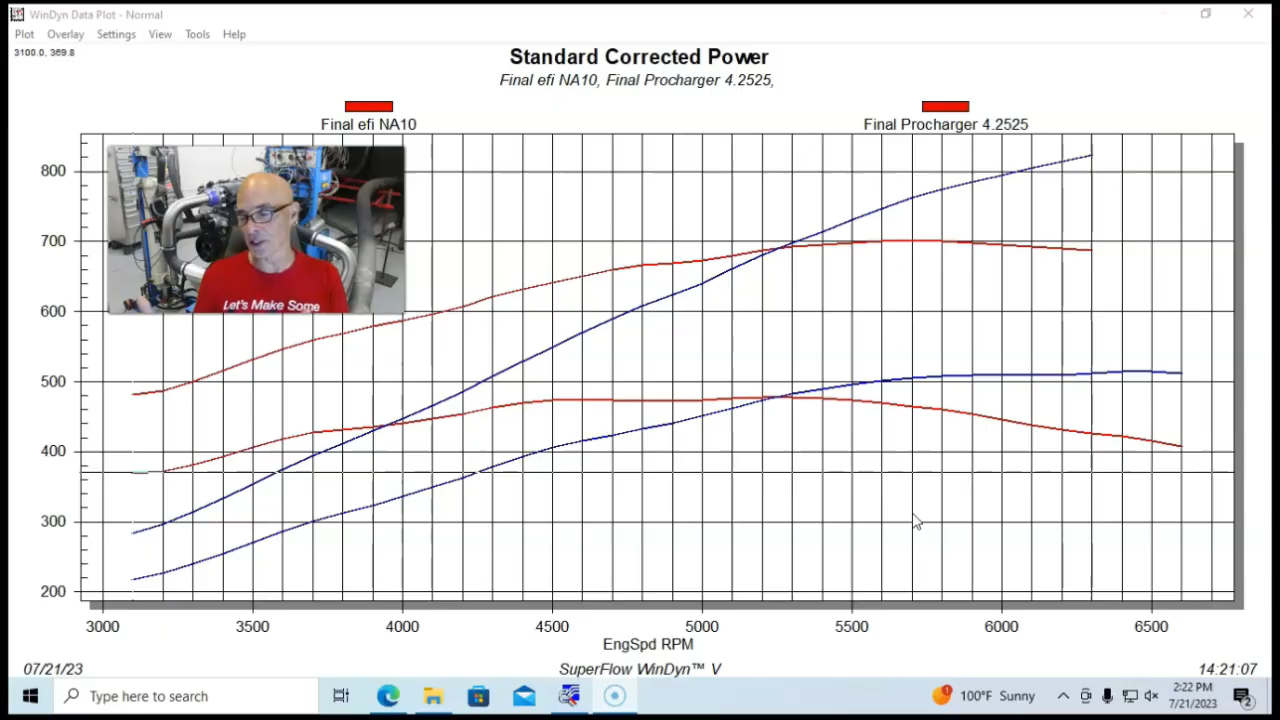 WinDyn Data Plot - Normal
Plot Overlay Settings View Tools Help
3100.0, 369.8
Standard Corrected Power
Final efi NA10, Final Procharger 4.2525,
Final efi NA10
Final Procharger 4.2525
800
700
600
500
400
300
200
Let's Make Some
3000 3500 4000 4500 5000 5500 6000 6500
EngSpd RPM
07/21/23 SuperFlow WinDyn™ V 14:21:07
Type here to search
100°F Sunny
2:22 PM
7/21/2023
1
2